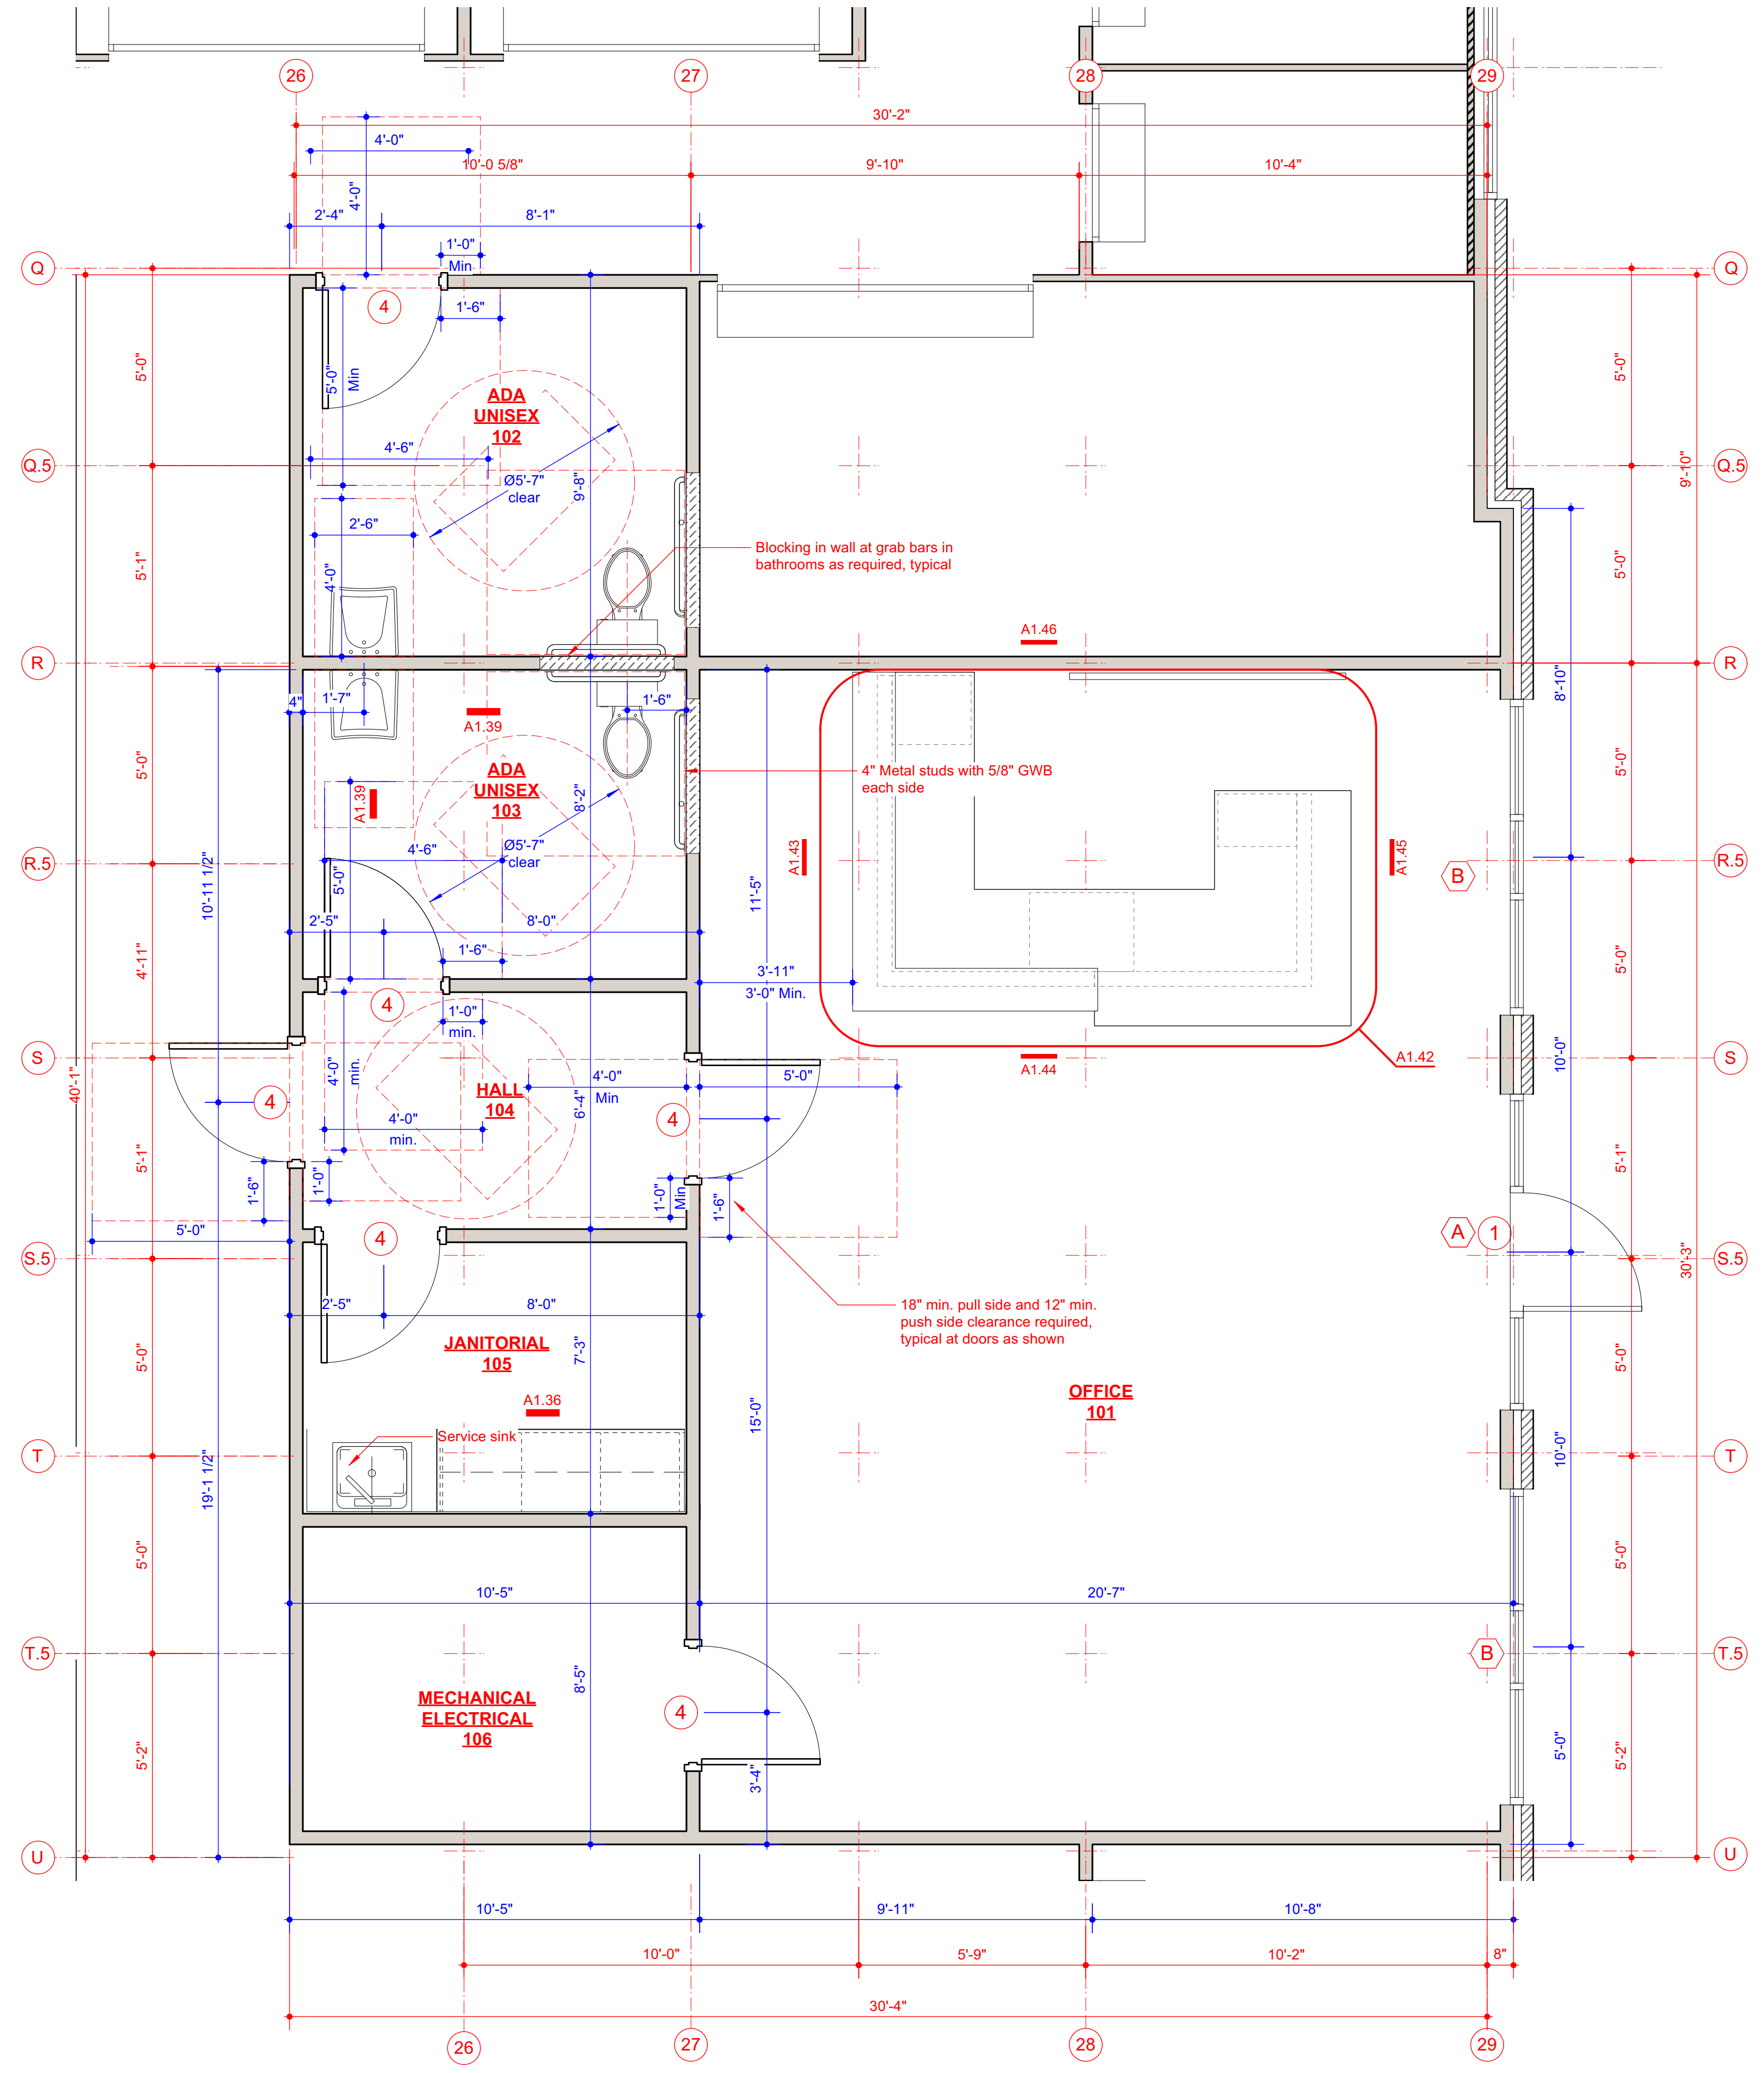 26
27
28
29
30'-2"
4'-0"
10'-0 5/8"
9'-10"
10'-4"
4'-0"
2'-4"
8'-1"
1'-0"
Min
Q
Q
4
1'-6"
5'-0"
5'-0"
Min
5'-0"
ADA
UNISEX
102
4'-6"
Q.5
Q.5
Ø5'-7"
clear
9'-8"
9'-10"
2'-6"
5'-1"
4'-0"
Blocking in wall at grab bars in
bathrooms as required, typical
5'-0"
A1.46
R
R
4"
1'-7"
1'-6"
8'-10"
A1.39
5'-0"
ADA
UNISEX
103
4" Metal studs with 5/8" GWB
each side
5'-0"
A1.39
8'-2"
4'-6"
Ø5'-7"
clear
R.5
A1.43
A1.45
B
R.5
10'-11 1/2"
5'-0"
11'-5"
2'-5"
8'-0"
1'-6"
4'-11"
5'-0"
3'-11"
3'-0" Min.
4
1'-0"
min.
S
40'-1"
4'-0"
min.
A1.44
A1.42
10'-0"
S
4
HALL
104
4'-0"
Min
5'-0"
6'-4"
4
4'-0"
min.
5'-1"
5'-1"
1'-6"
1'-0"
1'-0"
Min
1'-6"
5'-0"
4
A
1
S.5
30'-3"
S.5
2'-5"
8'-0"
18" min. pull side and 12" min.
push side clearance required,
typical at doors as shown
JANITORIAL
105
7'-3"
5'-0"
5'-0"
A1.36
OFFICE
101
15'-0"
Service sink
T
10'-0"
T
19'-1 1/2"
5'-0"
5'-0"
10'-5"
20'-7"
T.5
B
T.5
8'-5"
MECHANICAL
ELECTRICAL
106
4
5'-2"
3'-4"
5'-0"
5'-2"
U
U
10'-5"
9'-11"
10'-8"
10'-0"
5'-9"
10'-2"
8"
30'-4"
26
27
28
29